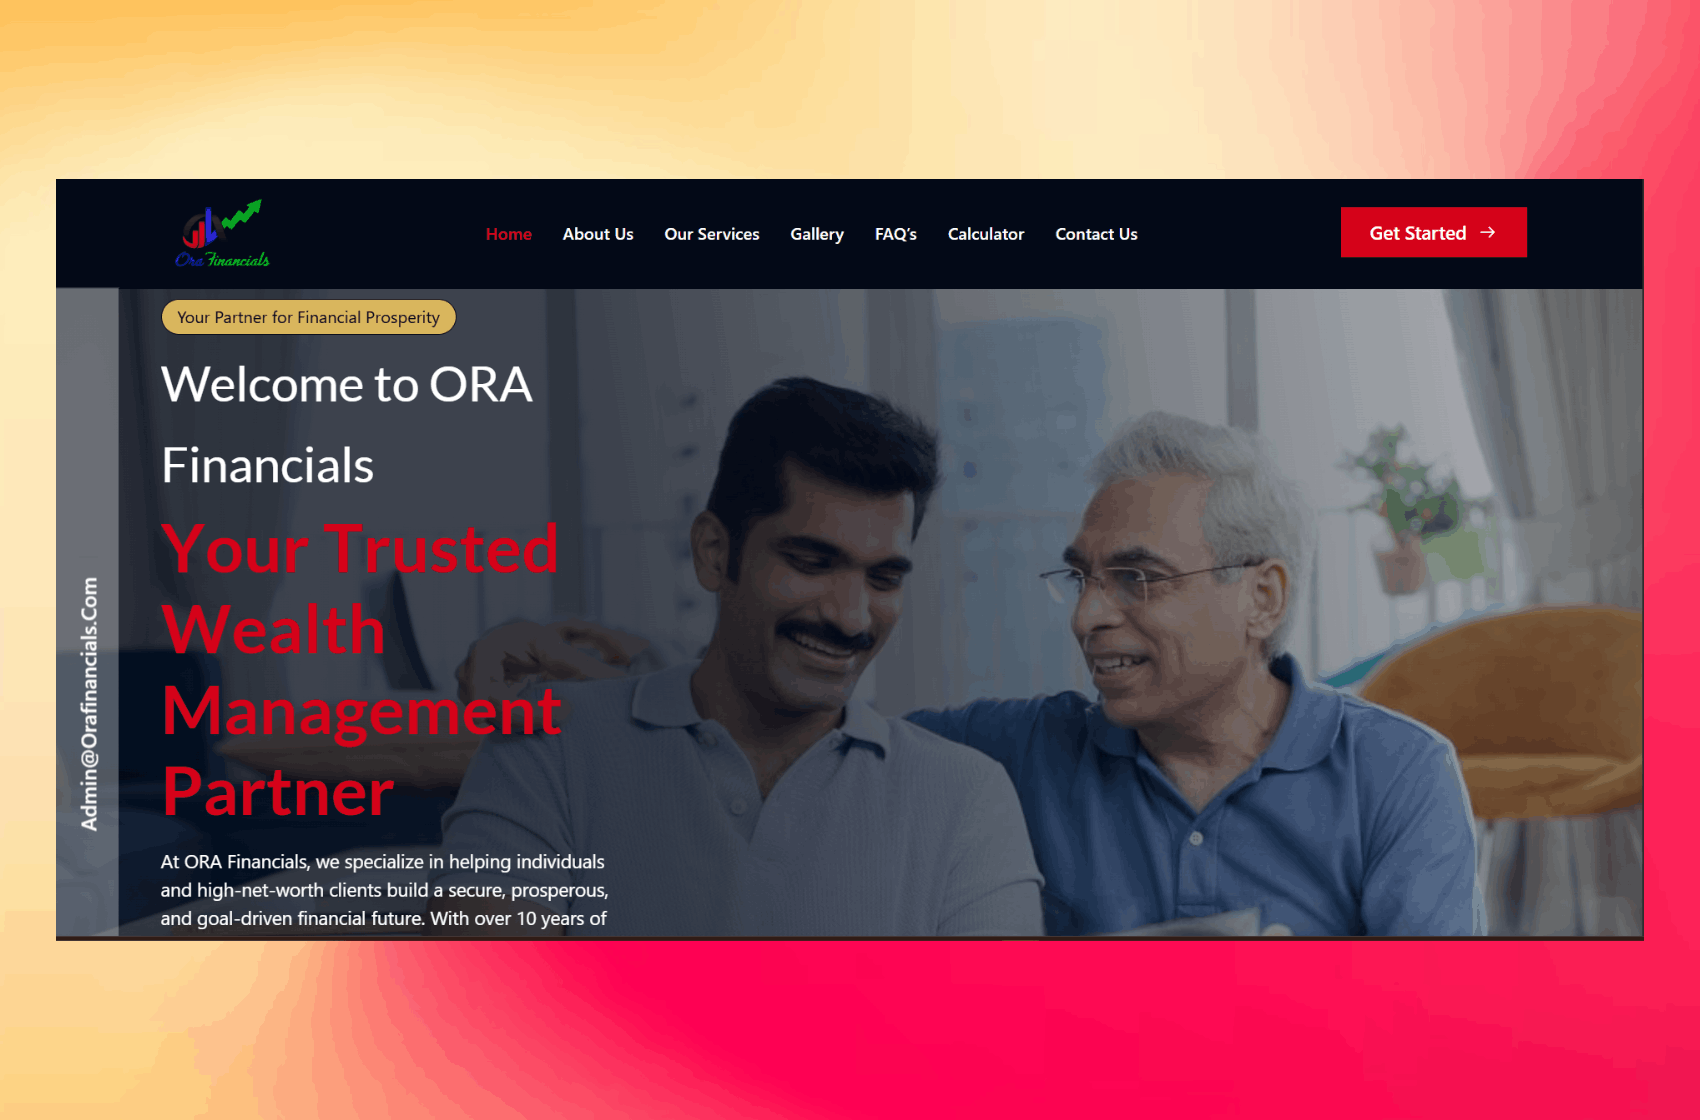 Ora Financials
Home About Us Our Services Gallery FAQ's Calculator Contact Us
Get Started →
Your Partner for Financial Prosperity
Welcome to ORA
Financials
Your Trusted
Wealth
Management
Partner
At ORA Financials, we specialize in helping individuals
and high-net-worth clients build a secure, prosperous,
and goal-driven financial future. With over 10 years of
Admin@Orafinancials.Com